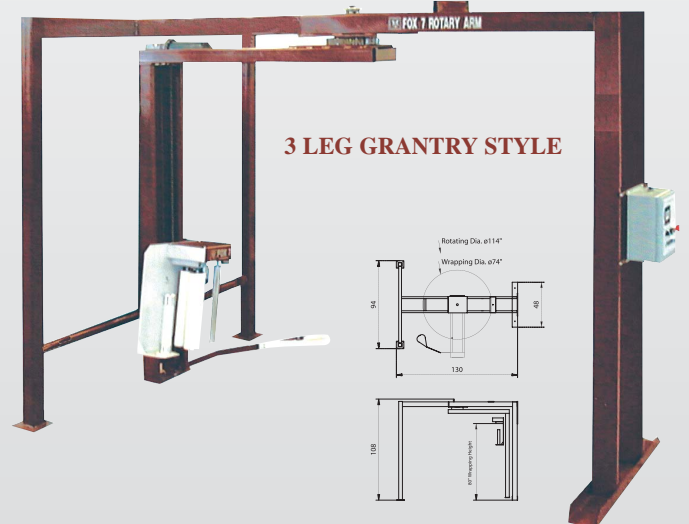 FOX 7 ROTARY ARM
3 LEG GRANTRY STYLE
Rotating Dia. ø114"
Wrapping Dia. ø74"
94
48
130
108
80" Wrapping Height